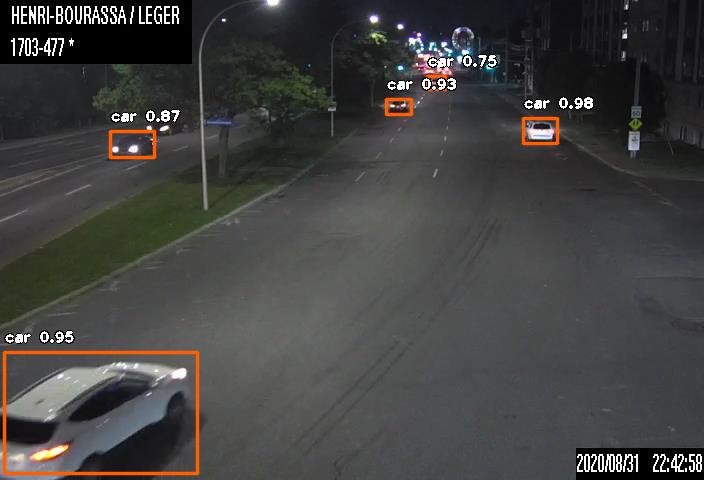 HENRI-BOURASSA / LEGER
1703-477 *
car 0.75
car 0.93
car 0.98
car 0.87
car 0.95
2020/08/31 22:42:58